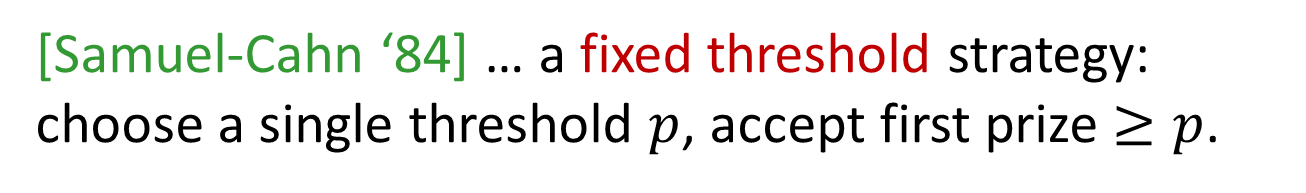 [Samuel-Cahn ‘84] … a fixed threshold strategy:
choose a single threshold 𝑝, accept first prize ≥ 𝑝.